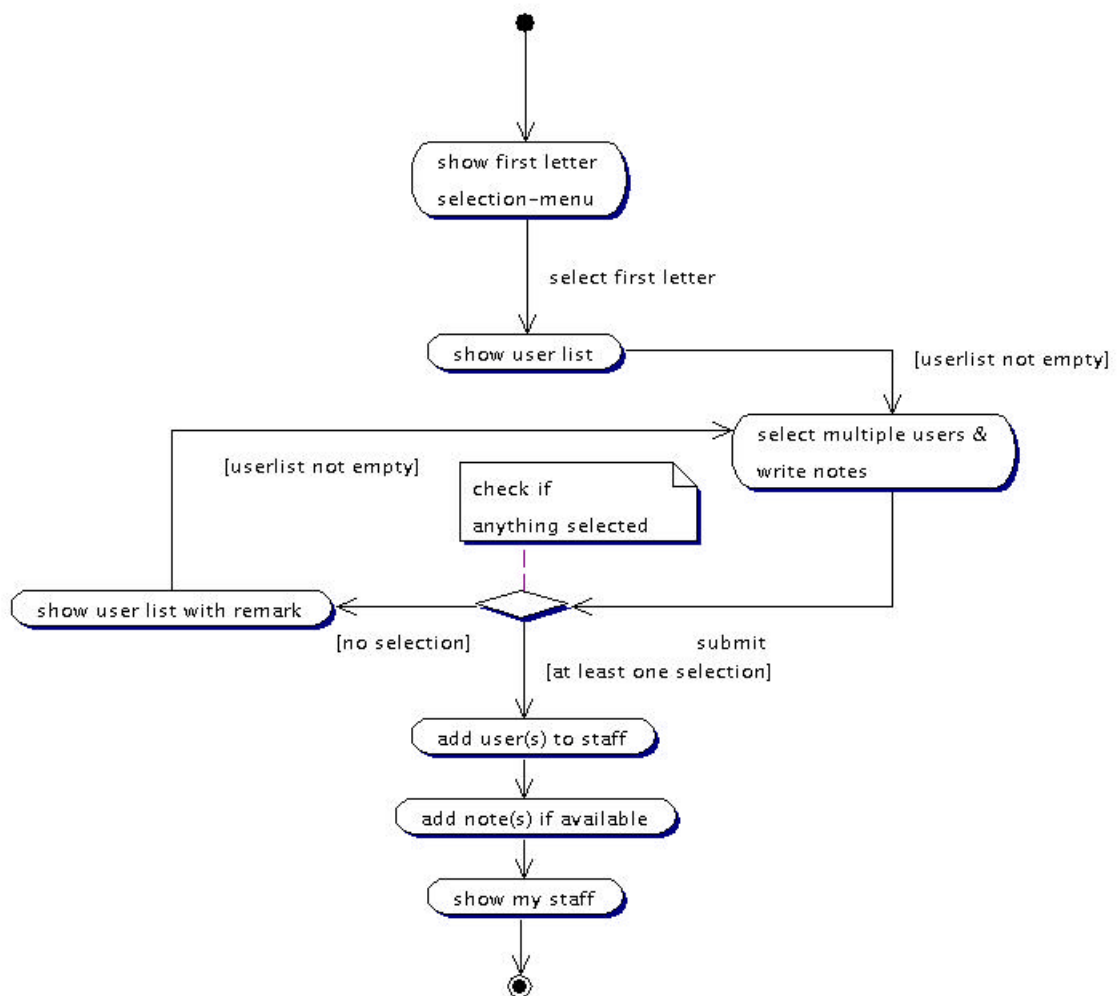 show first letter
selection-menu
select first letter
show user list
[userlist not empty]
select multiple users &
write notes
[userlist not empty]
check if
anything selected
show user list with remark
[no selection]
submit
[at least one selection]
add user(s) to staff
add note(s) if available
show my staff